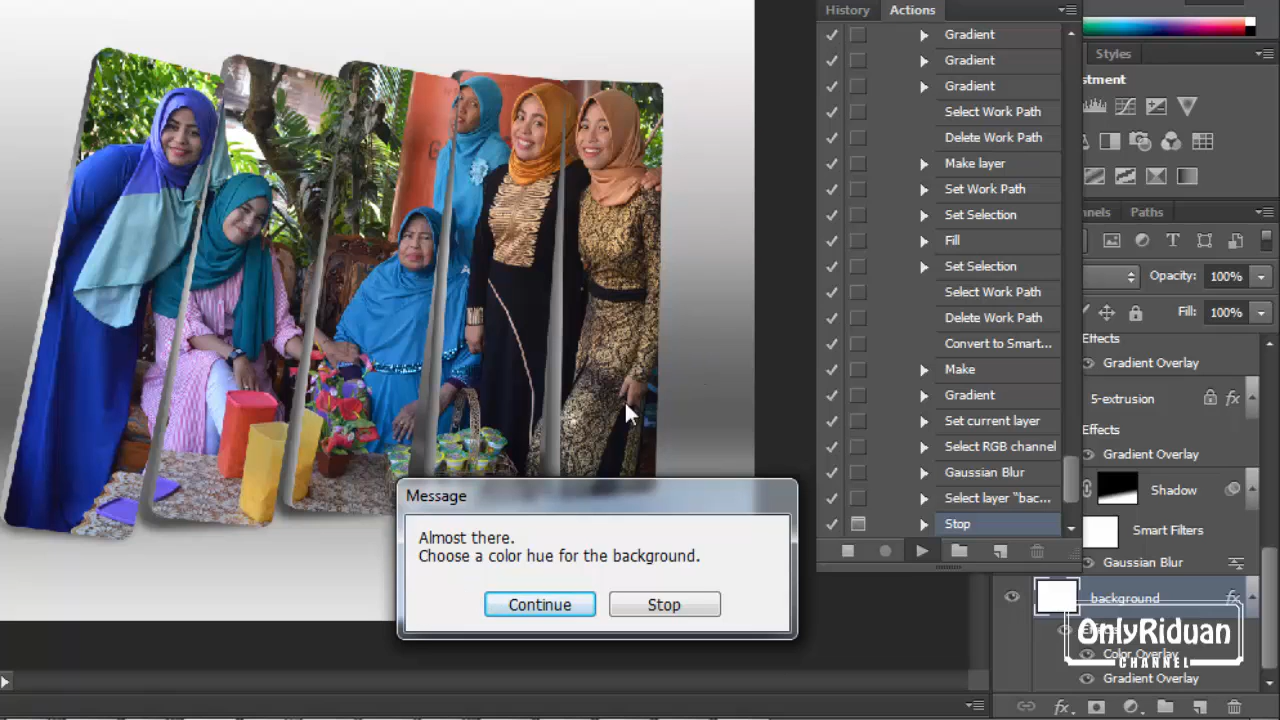 History
Actions
Gradient
Gradient
Gradient
Select Work Path
Delete Work Path
Make layer
Set Work Path
Set Selection
Fill
Set Selection
Select Work Path
Delete Work Path
Convert to Smart...
Make
Gradient
Set current layer
Select RGB channel
Gaussian Blur
Select layer “bac...
Stop
Styles
stment
nnels
Paths
Opacity: 100%
Fill: 100%
Effects
Gradient Overlay
5-extrusion
fx
Effects
Gradient Overlay
Shadow
Smart Filters
Gaussian Blur
background
fx
Color Overlay
Gradient Overlay
fx.
Message
Almost there.
Choose a color hue for the background.
Continue
Stop
OnlyRiduan
CHANNEL